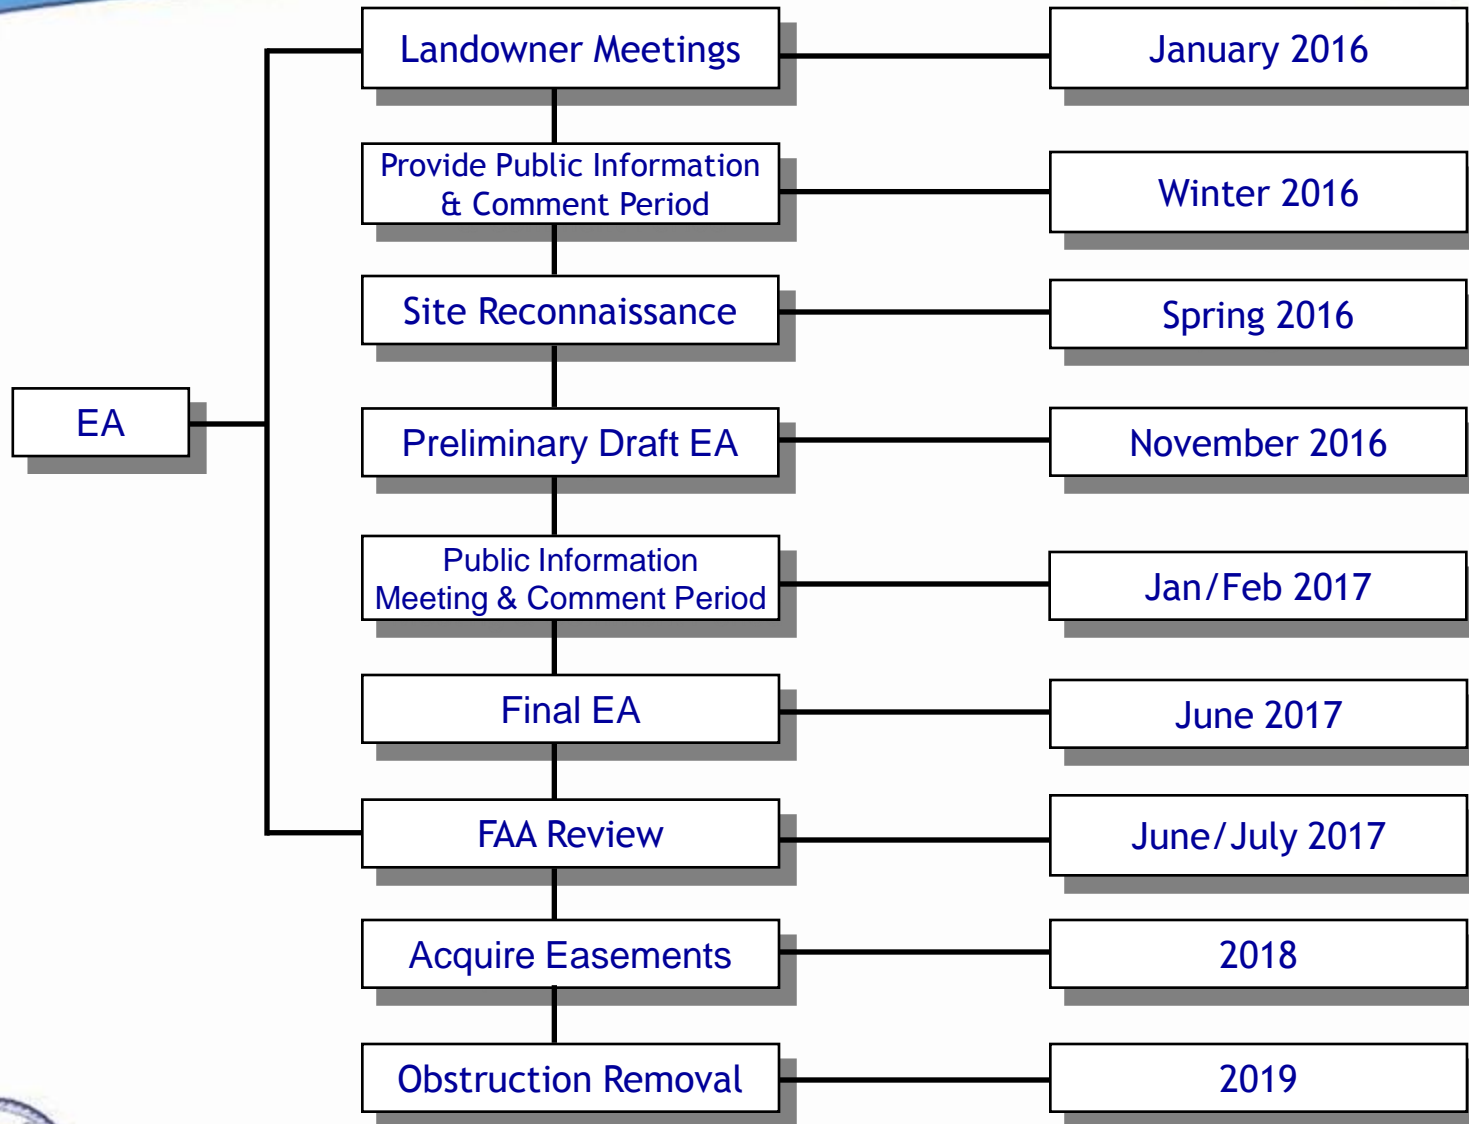 Landowner Meetings
January 2016
Provide Public Information
& Comment Period
Winter 2016
Site Reconnaissance
Spring 2016
EA
Preliminary Draft EA
November 2016
Public Information
Meeting & Comment Period
Jan/Feb 2017
Final EA
June 2017
FAA Review
June/July 2017
Acquire Easements
2018
Obstruction Removal
2019